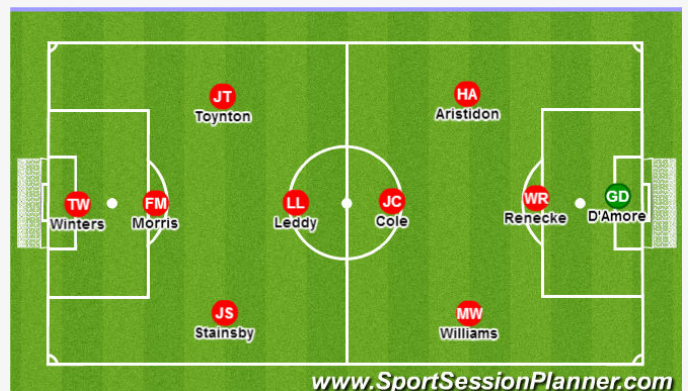 JT
Toynton
HA
Aristidon
TW
Winters
FM
Morris
LL
Leddy
JC
Cole
WR
Renecke
GD
D'Amore
JS
Stainsby
MW
Williams
www.SportSessionPlanner.com